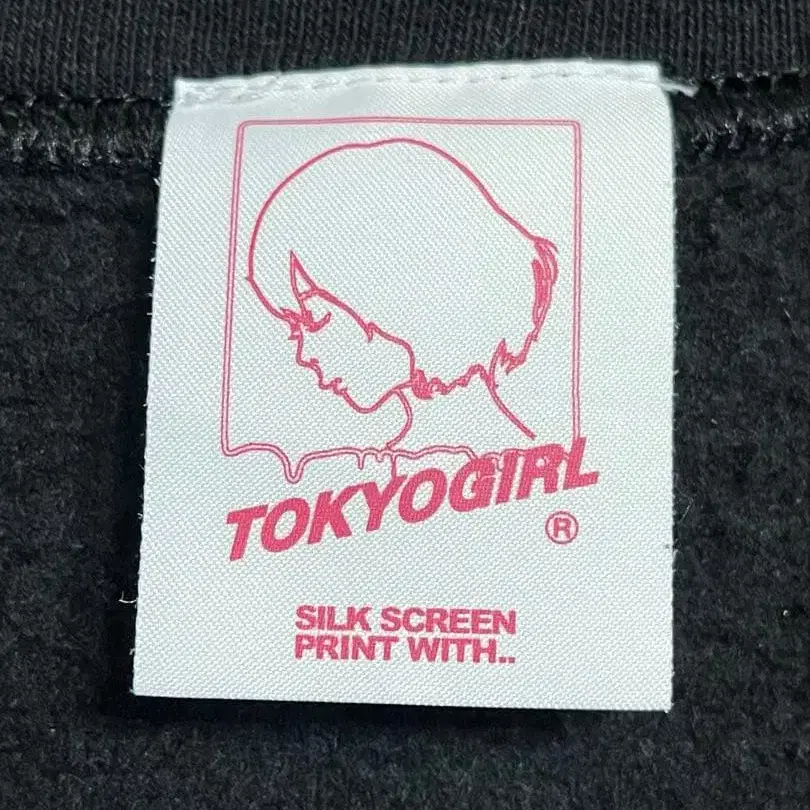 TOKYOGIRL
®
SILK SCREEN
PRINT WITH..